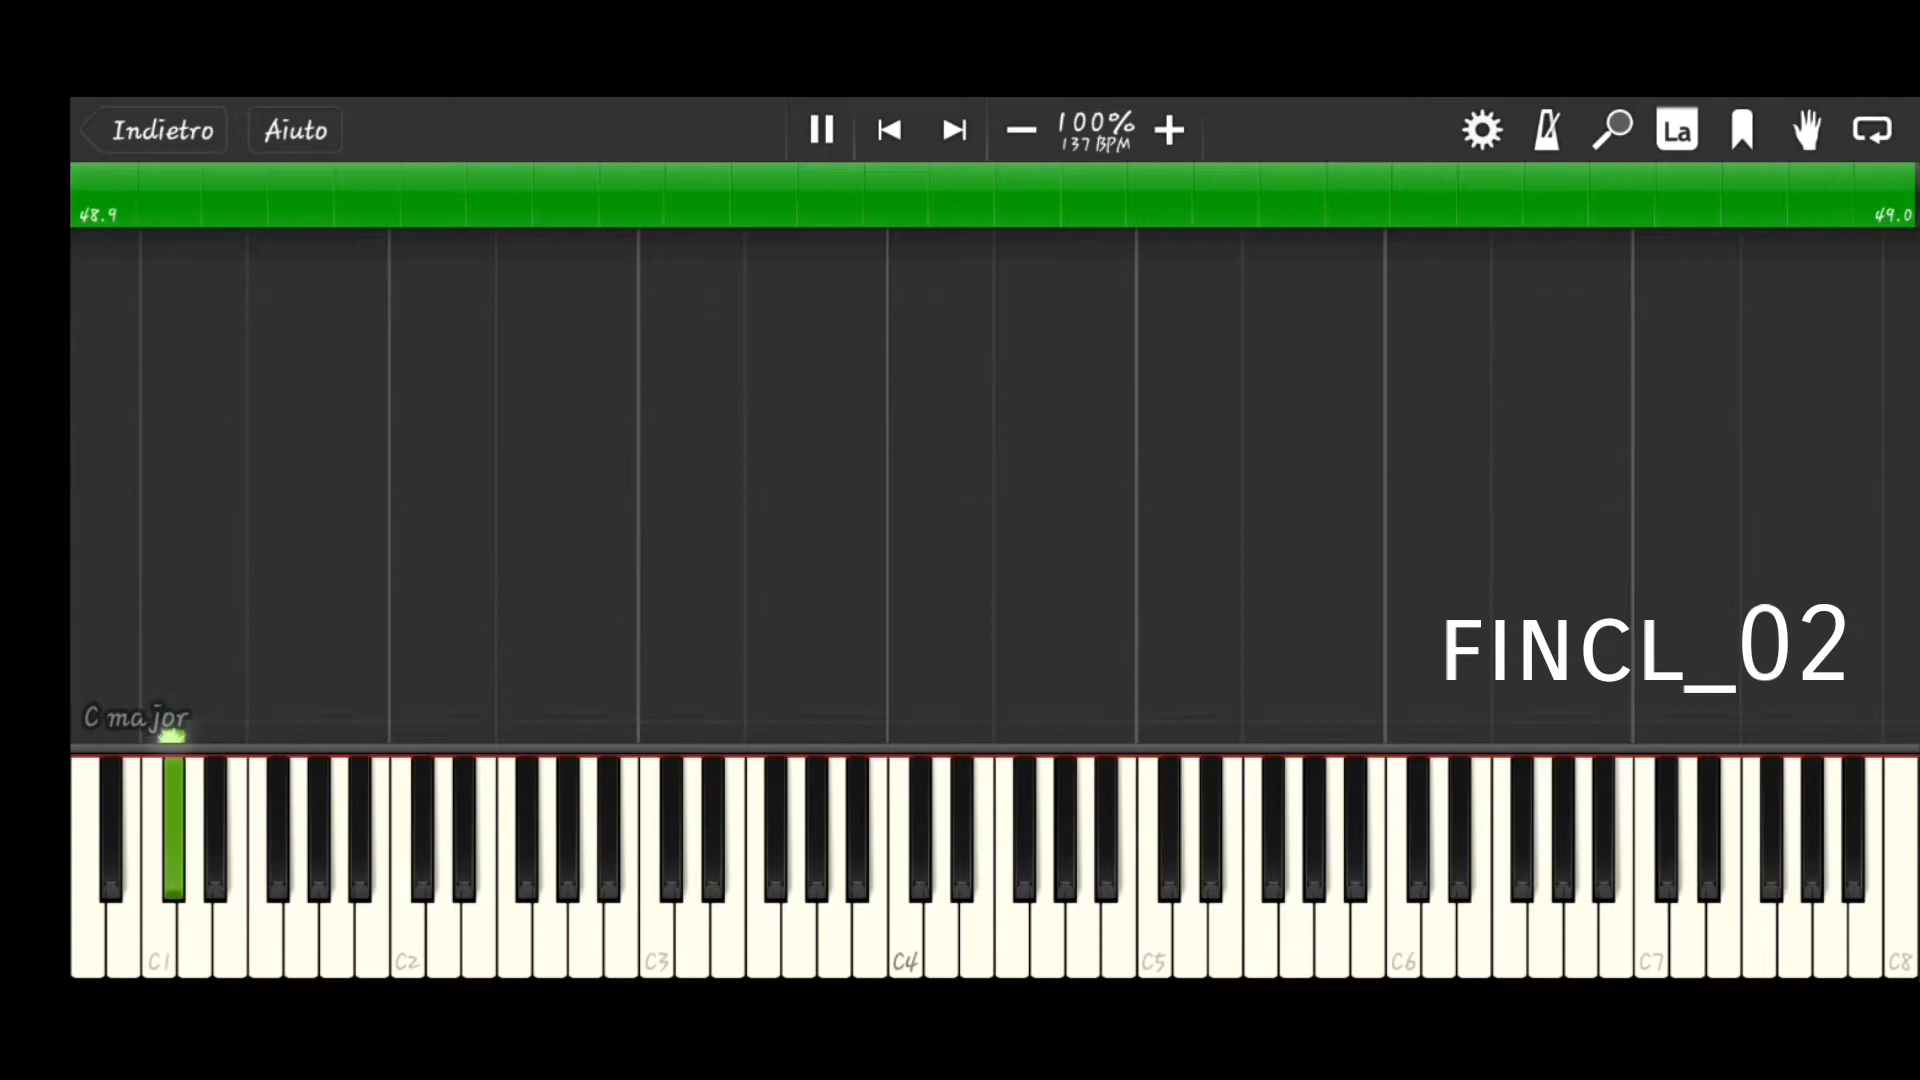 Indietro Aiuto 100% La
137 BPM
48.9 49.0
FINCL_02
C major
C1 C2 C3 C4 C5 C6 C7 C8